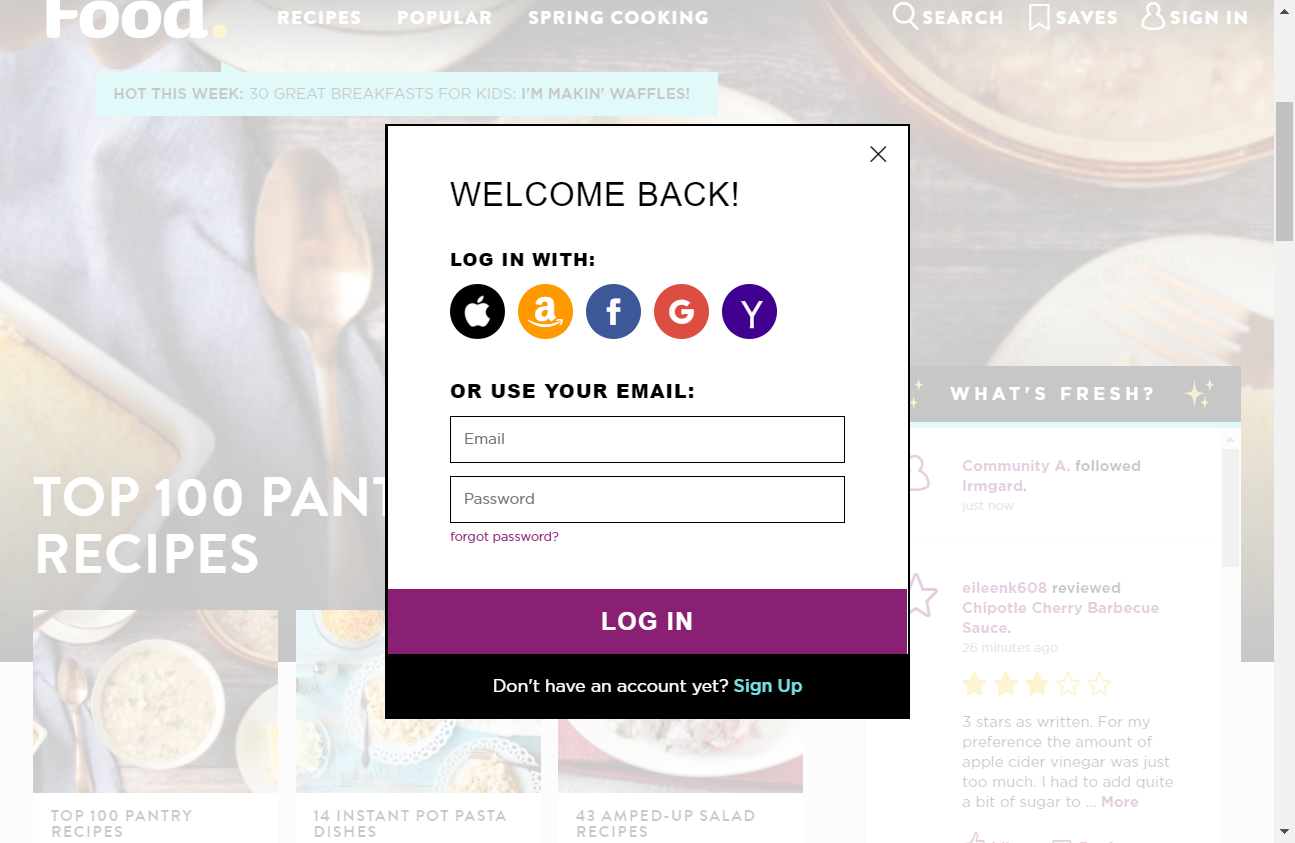 Food.
RECIPES
POPULAR
SPRING COOKING
SEARCH
SAVES
SIGN IN
HOT THIS WEEK: 30 GREAT BREAKFASTS FOR KIDS: I'M MAKIN' WAFFLES!
WELCOME BACK!
LOG IN WITH:
OR USE YOUR EMAIL:
Email
Password
forgot password?
LOG IN
Don't have an account yet? Sign Up
TOP 100
RECIPES
TOP 100 PANTRY
RECIPES
14 INSTANT POT PASTA
DISHES
43 AMPED-UP SALAD
RECIPES
WHAT'S FRESH?
Community A. followed
Irmgard.
just now
eileenk608 reviewed
Chipotle Cherry Barbecue
Sauce.
26 minutes ago
3 stars as written. For my
preference the amount of
apple cider vinegar was just
too much. I had to add quite
a bit of sugar to ... More